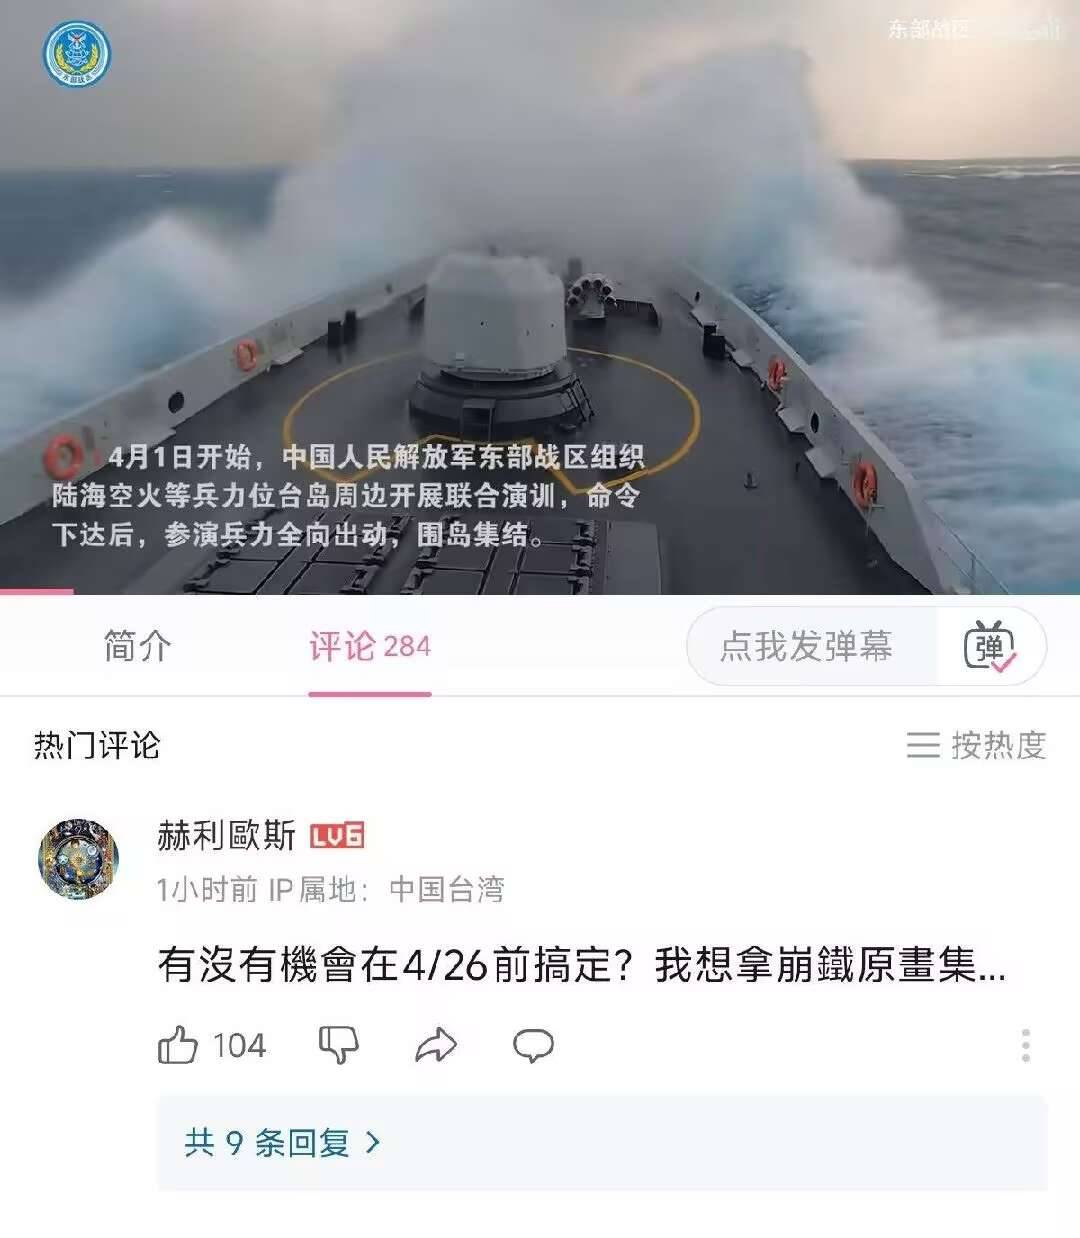 东部战区
东部战区
4月1日开始，中国人民解放军东部战区组织
陆海空火等兵力位台岛周边开展联合演训，命令
下达后，参演兵力全向出动，围岛集结。
简介
评论 284
点我发弹幕
弹
热门评论
按热度
赫利歐斯 LV6
1小时前 IP属地：中国台湾
有沒有機會在4/26前搞定？我想拿崩鐵原畫集...
104
共 9 条回复 >